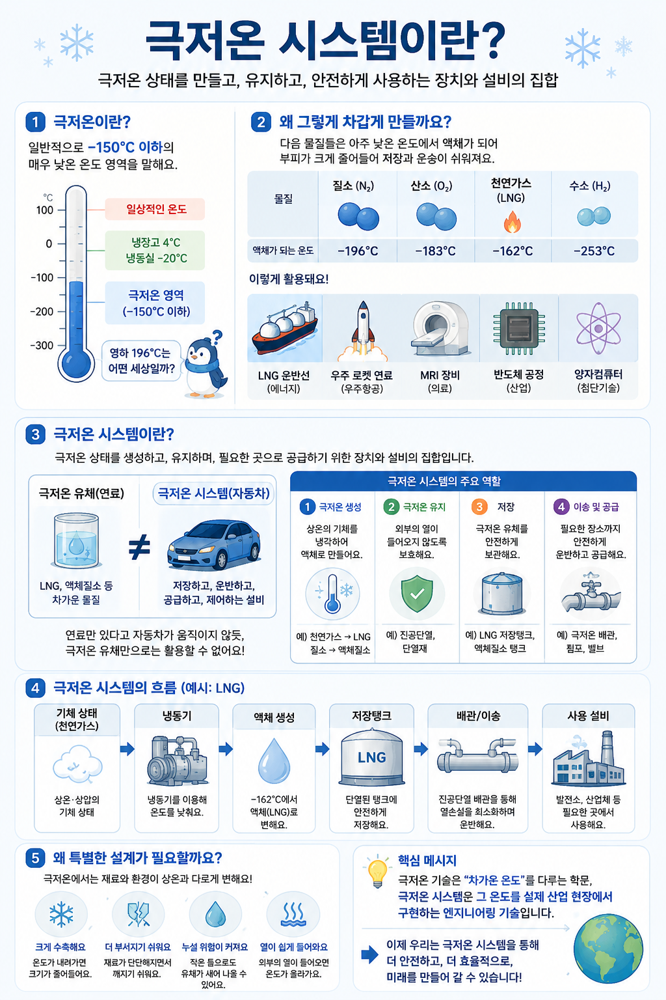 극저온 시스템이란?
극저온 상태를 만들고, 유지하고, 안전하게 사용하는 장치와 설비의 집합
1 극저온이란?
일반적으로 −150°C 이하의
매우 낮은 온도 영역을 말해요.
°C
100
0
−100
−200
−300
일상적인 온도
냉장고 4°C
냉동실 −20°C
극저온 영역
(−150°C 이하)
영하 196°C는
어떤 세상일까?
?
2 왜 그렇게 차갑게 만들까요?
다음 물질들은 아주 낮은 온도에서 액채가 되어
부피가 크게 줄어들어 저장과 운송이 쉬워져요.
물질
질소 (N₂)
산소 (O₂)
천연가스
(LNG)
수소 (H₂)
액채가 되는 온도
−196°C
−183°C
−162°C
−253°C
이렇게 활용돼요!
LNG 운반선
(에너지)
우주 로켓 연료
(우주항공)
MRI 장비
(의료)
반도체 공정
(산업)
양자컴퓨터
(첨단기술)
3 극저온 시스템이란?
극저온 상태를 생성하고, 유지하며, 필요한 곳으로 공급하기 위한 장치와 설비의 집합입니다.
극저온 유체(연료)
LNG, 액체질소 등
차가운 물질
≠
극저온 시스템(자동차)
저장하고, 운반하고,
공급하고, 제어하는 설비
연료만 있다고 자동차가 움직이지 않듯,
극저온 유채만으로는 활용할 수 없어요!
극저온 시스템의 주요 역할
1 극저온 생성
상온의 기체를
냉각하여
액체로 만들어요.
예) 천연가스 → LNG
질소 → 액체질소
2 극저온 유지
외부의 열이
들어오지 않도록
보호해요.
예) 진공단열,
단열재
3 저장
극저온 유체를
안전하게
보관해요.
예) LNG 저장탱크,
액체질소 탱크
4 이송 및 공급
필요한 장소까지
안전하게
운반하고 공급해요.
예) 극저온 배관,
펌포, 밸브
4 극저온 시스템의 흐름 (예시: LNG)
기체 상태
(천연가스)
상온·상압의
기체 상태
냉동기
냉동기를 이용해
온도를 낮춰요.
액체 생성
−162°C에서
액체(LNG)로
변해요.
저장탱크
LNG
단열된 탱크에
안전하게
저장해요.
배관/이송
진공단열 배관을 통해
열손설을 최소화하며
운반해요.
사용 설비
발전소, 산업체 등
필요한 곳에서
사용해요.
5 왜 특별한 설계가 필요할까요?
극저온에서는 재료와 환경이 상온과 다르게 변해요!
크게 수축해요
온도가 내려가면
크기가 줄어들어요.
더 부서지기 쉬워요
재료가 단단해지면서
깨지기 쉬워요.
누설 위험이 커져요
작은 틈으로도
유채가 새어 나올 수
있어요.
열이 쉽게 들어와요
외부의 열이 들어오면
온도가 올라가요.
핵심 메시지
극저온 기술은 “차가운 온도”를 다루는 학문,
극저온 시스템은 그 온도를 실제 산업 현장에서
구현하는 엔지니어링 기술입니다.
이제 우리는 극저온 시스템을 통해
더 안전하고, 더 효율적으로,
미래를 만들어 갈 수 있습니다!